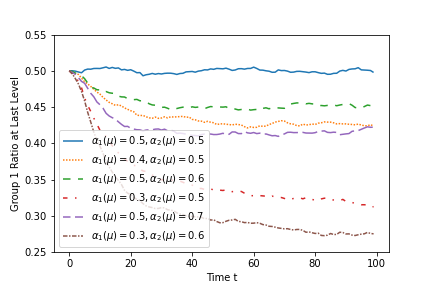 0.55
0.50
0.45
0.40
0.35
0.30
0.25
Group 1 Ratio at Last Level
α₁(μ) = 0.5, α₂(μ) = 0.5
α₁(μ) = 0.4, α₂(μ) = 0.5
α₁(μ) = 0.5, α₂(μ) = 0.6
α₁(μ) = 0.3, α₂(μ) = 0.5
α₁(μ) = 0.5, α₂(μ) = 0.7
α₁(μ) = 0.3, α₂(μ) = 0.6
0 20 40 60 80 100
Time t